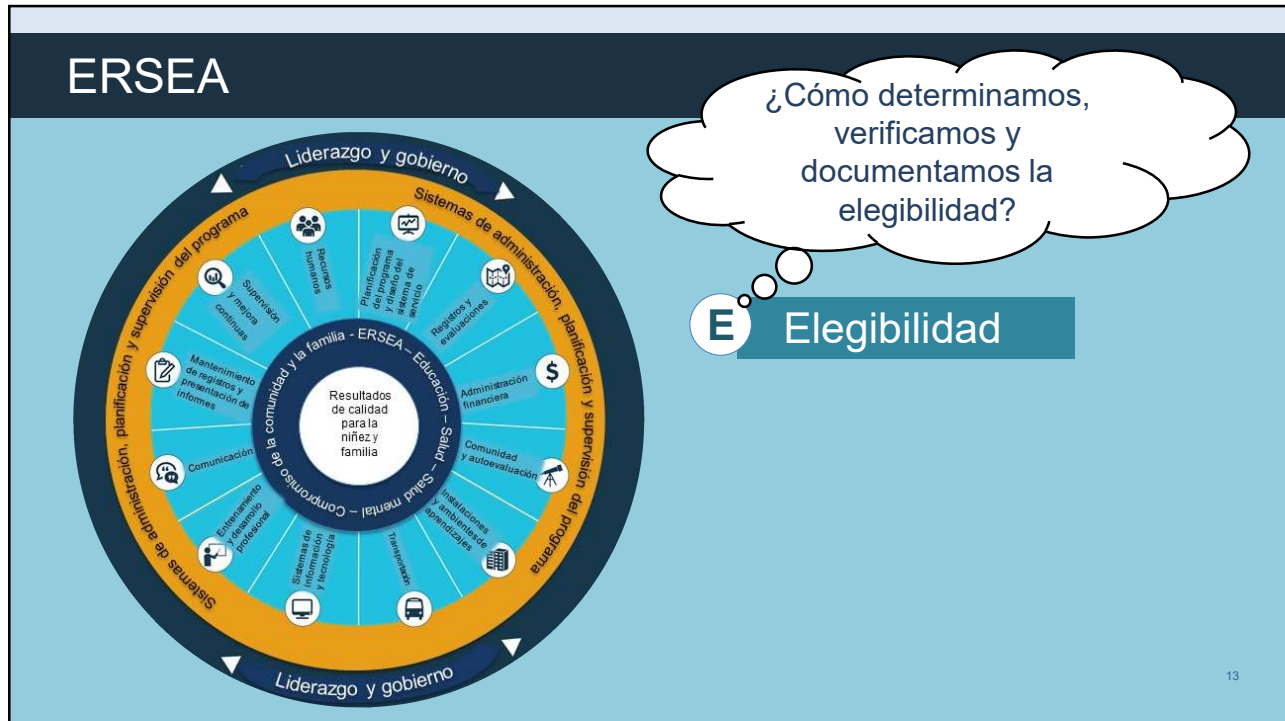 ERSEA
¿Cómo determinamos,
verificamos y
documentamos la
elegibilidad?
E
Elegibilidad
Liderazgo y gobierno
Sistemas de administración, planificación y supervisión del programa
Sistemas de administración, planificación y supervisión del programa
Recursos
humanos
Planificación
del programa
y diseño del
sistema de
servicio
Registros y
evaluaciones
$
Administración
financiera
Comunidad
y autoevaluación
Instalaciones
y ambientes de
aprendizajes
Transportación
Sistemas de
información
y tecnología
Entrenamiento
y desarrollo
profesional
Comunicación
Mantenimiento
de registros y
presentación de
informes
Supervisión
y mejora
continuas
ERSEA – Educación – Salud – Salud mental – Compromiso de la comunidad y la familia -
Resultados
de calidad
para la
niñez y
familia
Liderazgo y gobierno
13